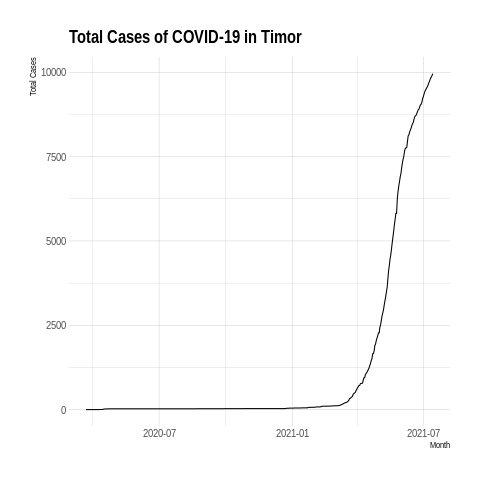 Total Cases of COVID-19 in Timor
Total Cases
10000
7500
5000
2500
0
2020-07 2021-01 2021-07
Month